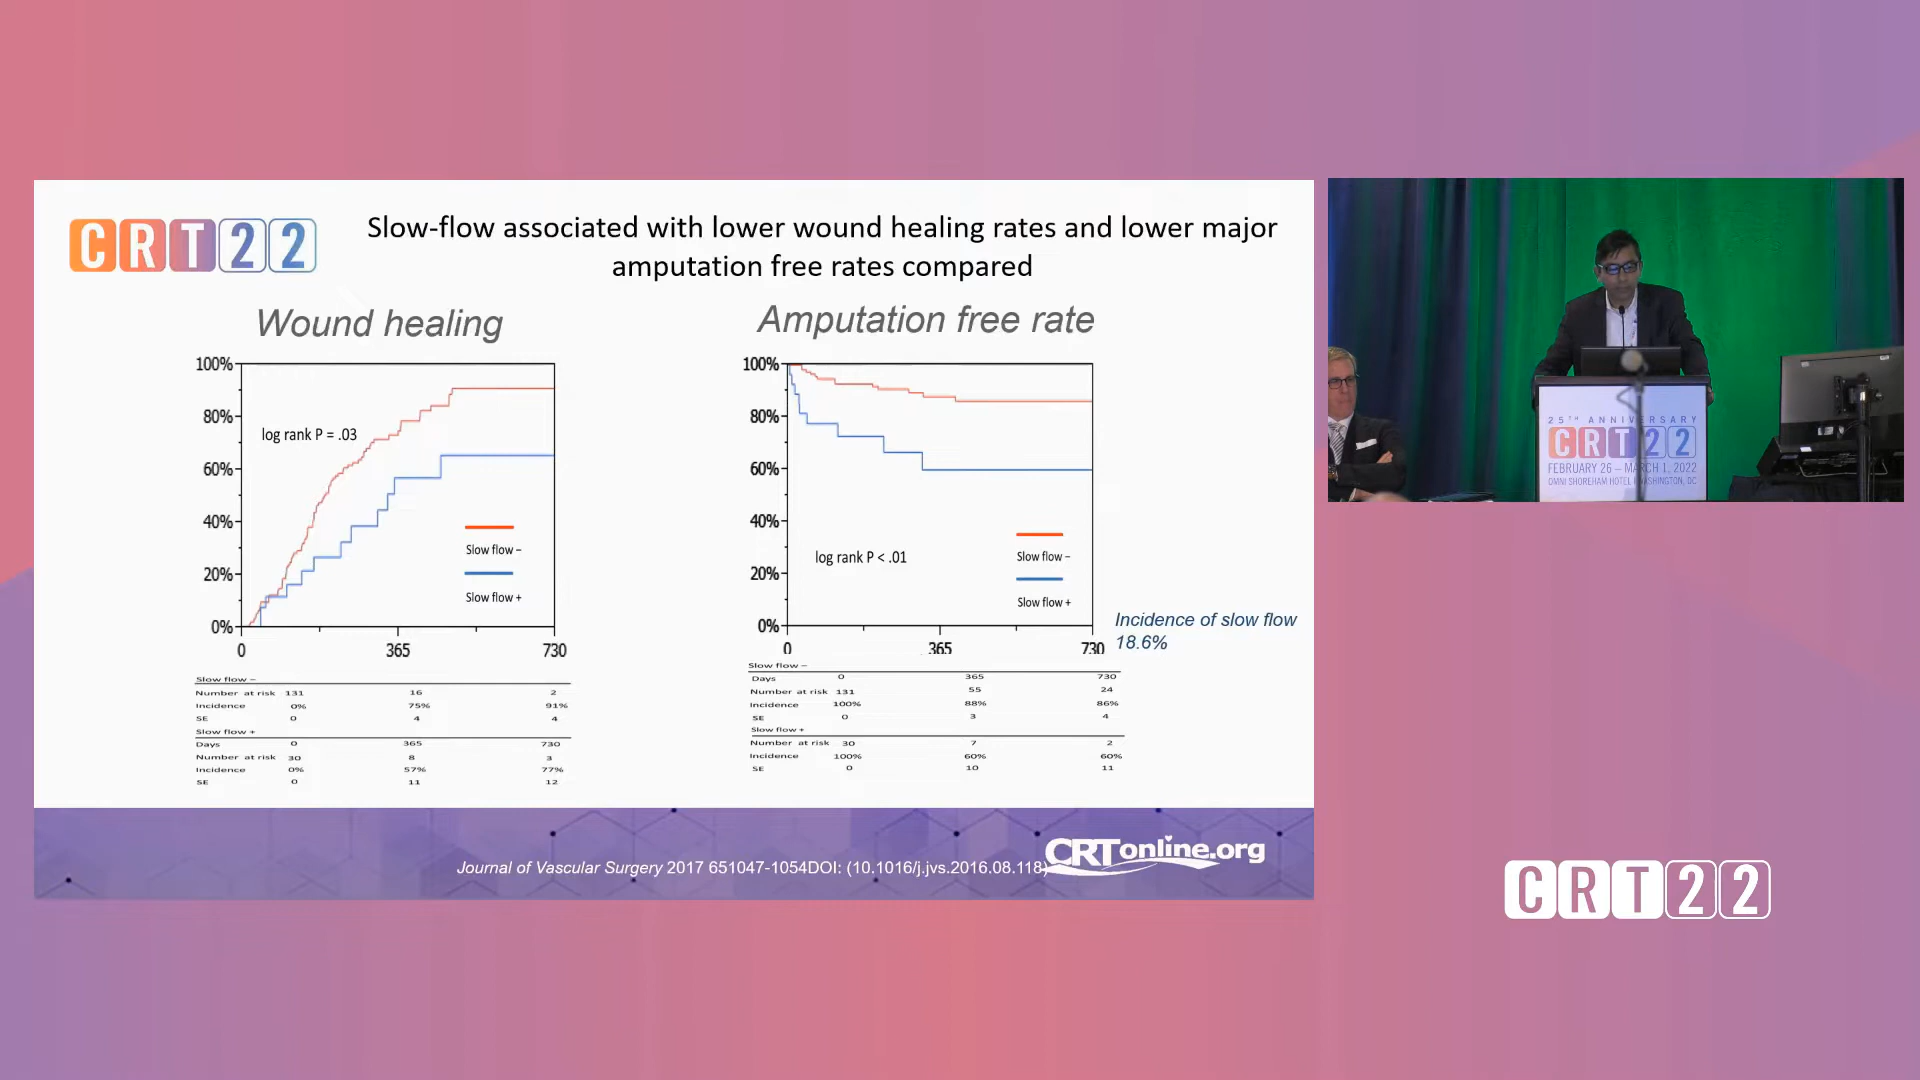 CRT22
Slow-flow associated with lower wound healing rates and lower major
amputation free rates compared
Wound healing
100%
80%
60%
40%
20%
0%
0 365 730
log rank P = .03
Slow flow −
Slow flow +
Slow flow −
Number at risk 131 16 2
Incidence 0% 75% 91%
SE 0 4 4
Slow flow +
Days 0 365 730
Number at risk 30 8 3
Incidence 0% 57% 77%
SE 0 11 12
Amputation free rate
100%
80%
60%
40%
20%
0%
0 365 730
log rank P < .01
Slow flow −
Slow flow +
Incidence of slow flow
18.6%
Slow flow −
Days 0 365 730
Number at risk 131 55 24
Incidence 100% 88% 86%
SE 0 3 4
Slow flow +
Number at risk 30 7 2
Incidence 100% 60% 60%
SE 0 10 11
Journal of Vascular Surgery 2017 651047-1054DOI: (10.1016/j.jvs.2016.08.118)
CRTonline.org
25TH ANNIVERSARY
CRT22
FEBRUARY 26 – MARCH 1, 2022
OMNI SHOREHAM HOTEL WASHINGTON, DC
CRT22